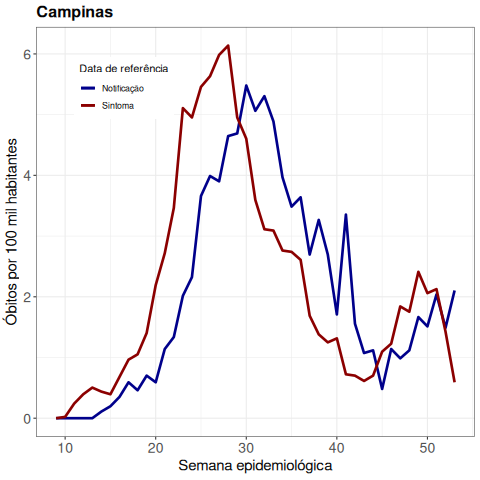 Campinas
Data de referência
Notificação
Sintoma
Óbitos por 100 mil habitantes
6
4
2
0
10 20 30 40 50
Semana epidemiológica